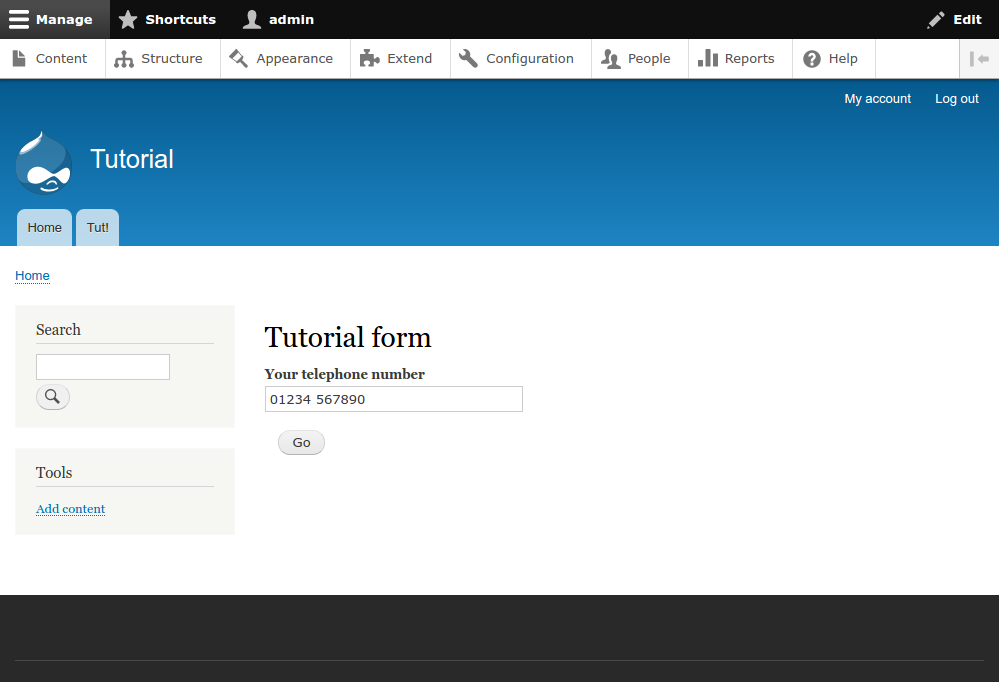 Manage Shortcuts admin Edit
Content Structure Appearance Extend Configuration People Reports Help
My account Log out
Tutorial
Home Tut!
Home
Search
Tutorial form
Your telephone number
01234 567890
Go
Tools
Add content